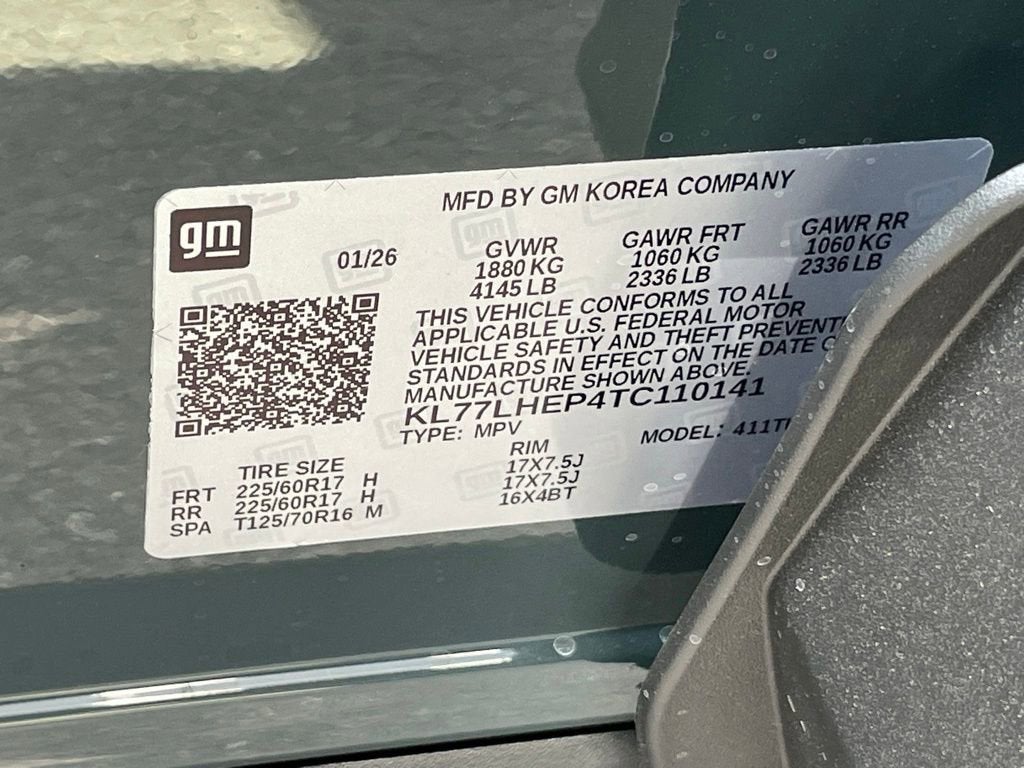 MFD BY GM KOREA COMPANY
gm
01/26
GVWR
1880 KG
4145 LB
GAWR FRT
1060 KG
2336 LB
GAWR RR
1060 KG
2336 LB
THIS VEHICLE CONFORMS TO ALL
APPLICABLE U.S. FEDERAL MOTOR
VEHICLE SAFETY AND THEFT
STANDARDS IN EFFECT ON THE DATE
MANUFACTURE SHOWN ABOVE.
KL77LHEP4TC110141
TYPE: MPV MODEL:
TIRE SIZE RIM
FRT 225/60R17 H 17X7.5J
RR 225/60R17 H 17X7.5J
SPA T125/70R16 M 16X4BT